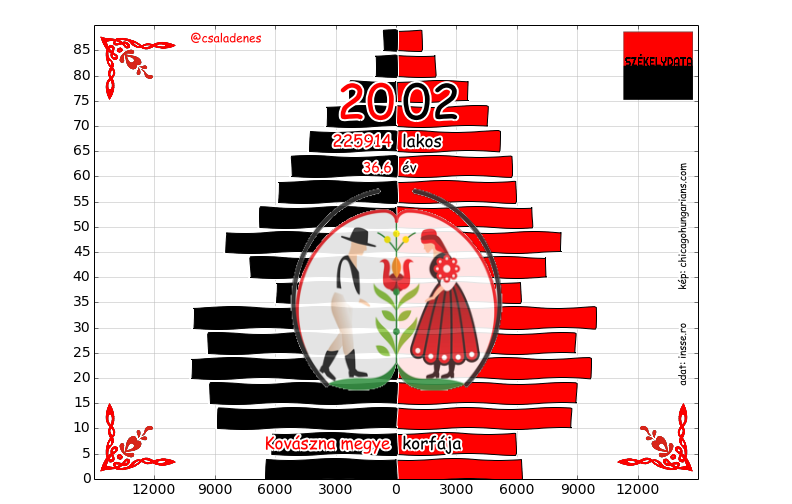 @csaladenes
SZÉKELYDATA
2002
225914 lakos
36.6 év
kép: chicagohungarians.com
adat: insse.ro
Kovászna megye korfája
85
80
75
70
65
60
55
50
45
40
35
30
25
20
15
10
5
0
12000 9000 6000 3000 0 3000 6000 9000 12000